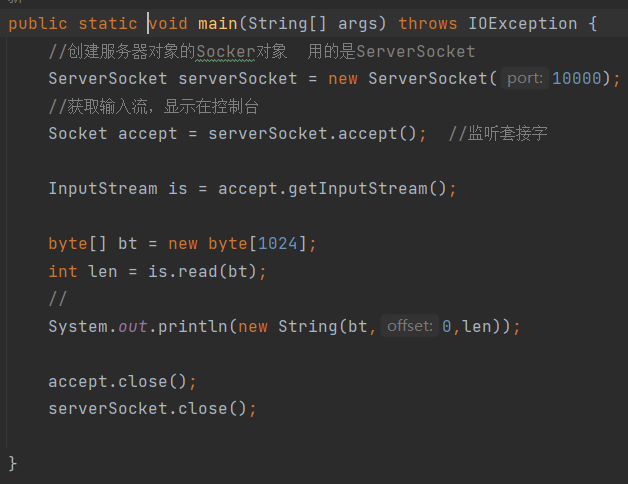 public static void main(String[] args) throws IOException {
//创建服务器对象的Socker对象  用的是ServerSocket
ServerSocket serverSocket = new ServerSocket( port: 10000);
//获取输入流，显示在控制台
Socket accept = serverSocket.accept();  //监听套接字
InputStream is = accept.getInputStream();
byte[] bt = new byte[1024];
int len = is.read(bt);
//
System.out.println(new String(bt, offset: 0,len));
accept.close();
serverSocket.close();
}